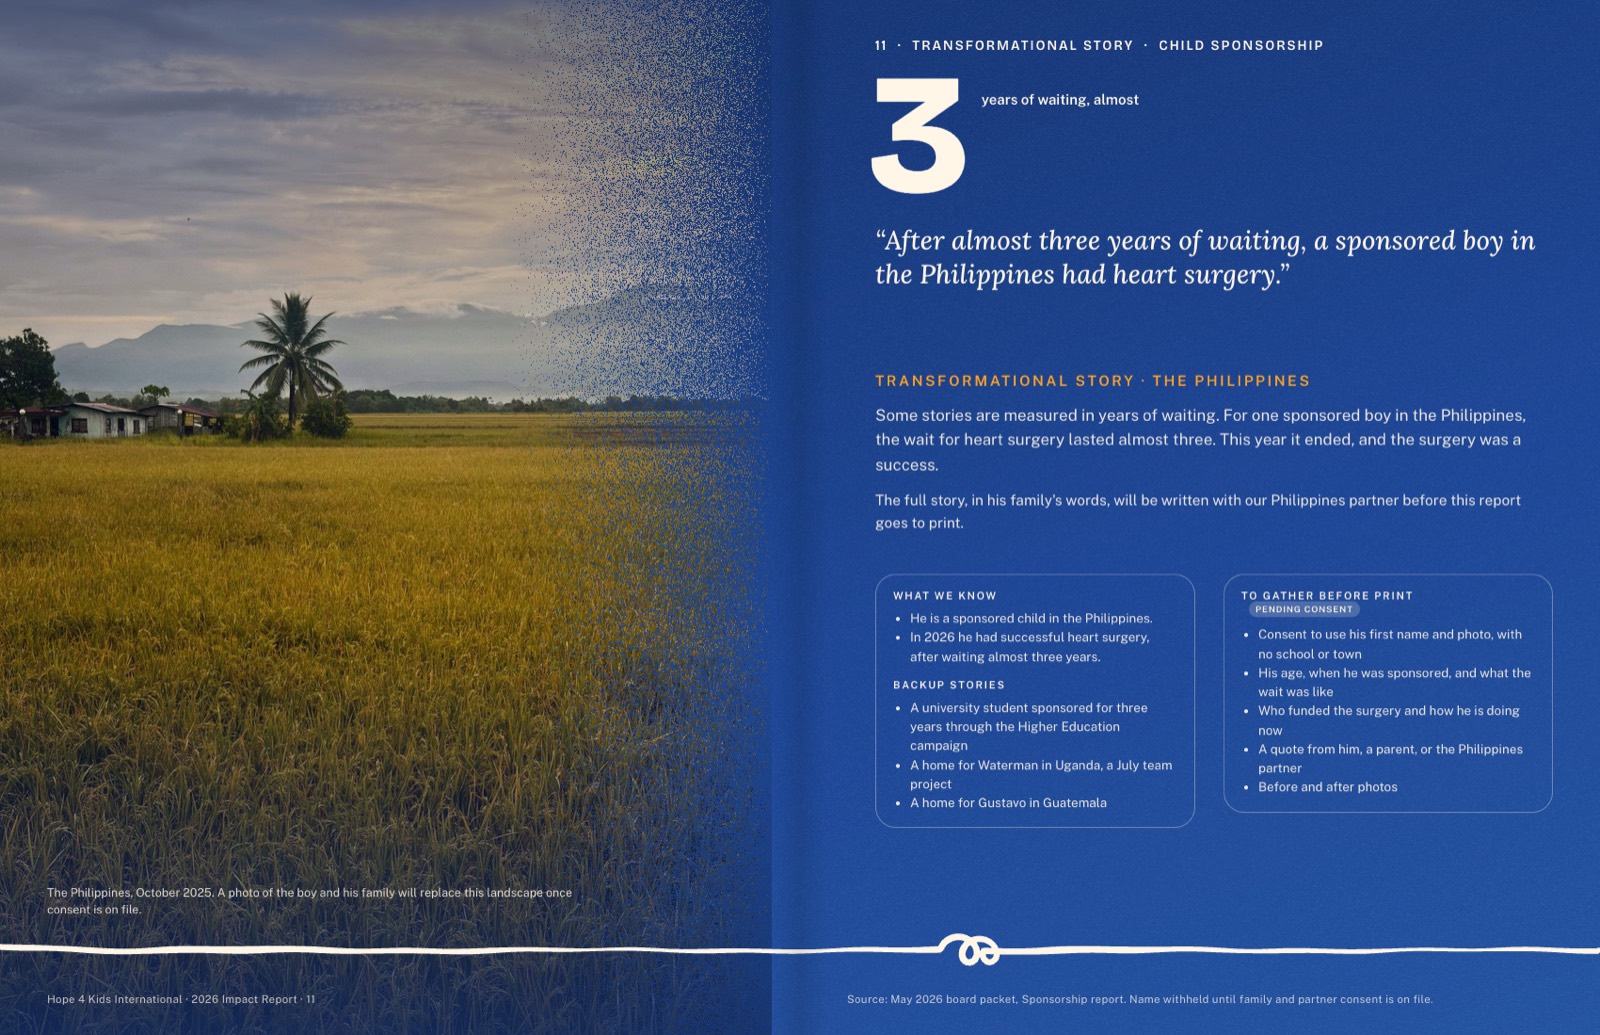 11 · TRANSFORMATIONAL STORY · CHILD SPONSORSHIP
3
years of waiting, almost
“After almost three years of waiting, a sponsored boy in
the Philippines had heart surgery.”
TRANSFORMATIONAL STORY · THE PHILIPPINES
Some stories are measured in years of waiting. For one sponsored boy in the Philippines,
the wait for heart surgery lasted almost three. This year it ended, and the surgery was a
success.
The full story, in his family's words, will be written with our Philippines partner before this report
goes to print.
WHAT WE KNOW
• He is a sponsored child in the Philippines.
• In 2026 he had successful heart surgery,
after waiting almost three years.
BACKUP STORIES
• A university student sponsored for three
years through the Higher Education
campaign
• A home for Waterman in Uganda, a July team
project
• A home for Gustavo in Guatemala
TO GATHER BEFORE PRINT
PENDING CONSENT
• Consent to use his first name and photo, with
no school or town
• His age, when he was sponsored, and what the
wait was like
• Who funded the surgery and how he is doing
now
• A quote from him, a parent, or the Philippines
partner
• Before and after photos
The Philippines, October 2025. A photo of the boy and his family will replace this landscape once
consent is on file.
Hope 4 Kids International · 2026 Impact Report · 11
Source: May 2026 board packet, Sponsorship report. Name withheld until family and partner consent is on file.